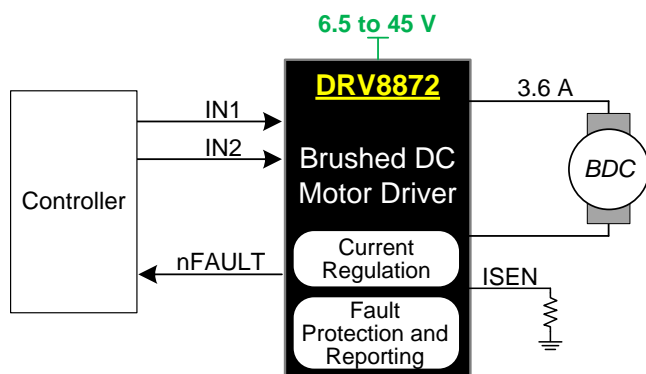 6.5 to 45 V
DRV8872
3.6 A
IN1
IN2
Brushed DC
Motor Driver
BDC
Controller
Current
Regulation
nFAULT
ISEN
Fault
Protection and
Reporting